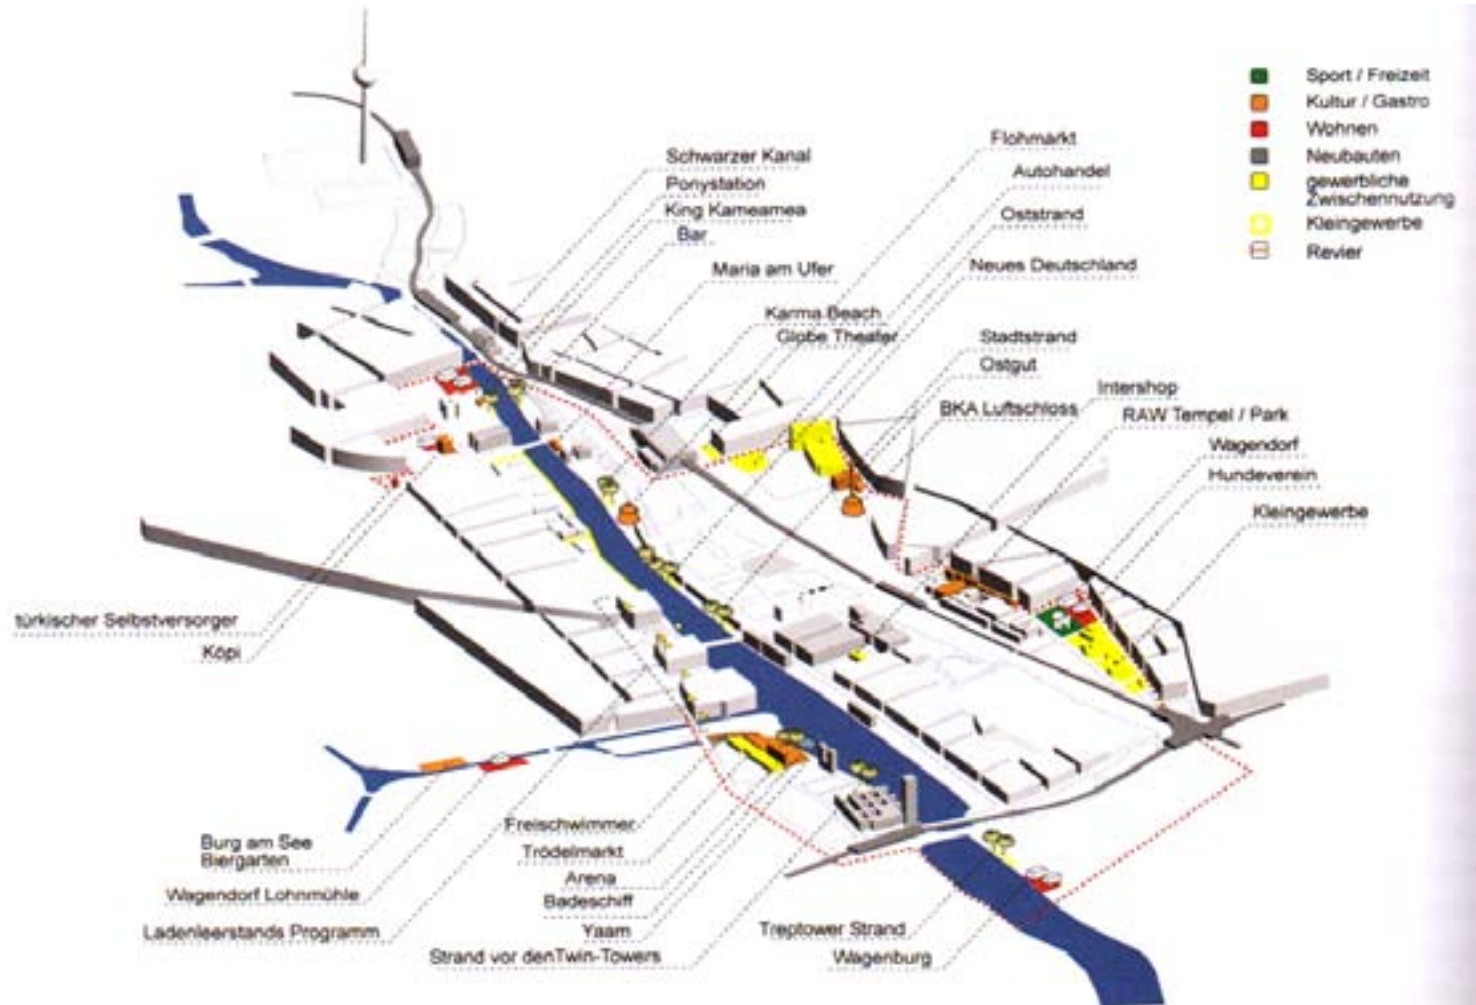 Sport / Freizeit
Kultur / Gastro
Wohnen
Neubauten
gewerbliche
Zwischennutzung
Kleingewerbe
Revier
Flohmarkt
Autohandel
Oststrand
Neues Deutschland
Schwarzer Kanal
Ponystation
King Kameamea
Bar
Maria am Ufer
Karma Beach
Globe Theater
Stadtstrand
Ostgut
BKA Luftschloss
Intershop
RAW Tempel / Park
Wagendorf
Hundeverein
Kleingewerbe
türkischer Selbstversorger
Köpi
Burg am See
Biergarten
Wagendorf Lohnmühle
Ladenleerstands Programm
Freischwimmer
Trödelmarkt
Arena
Badeschiff
Yaam
Strand vor denTwin-Towers
Treptower Strand
Wagenburg